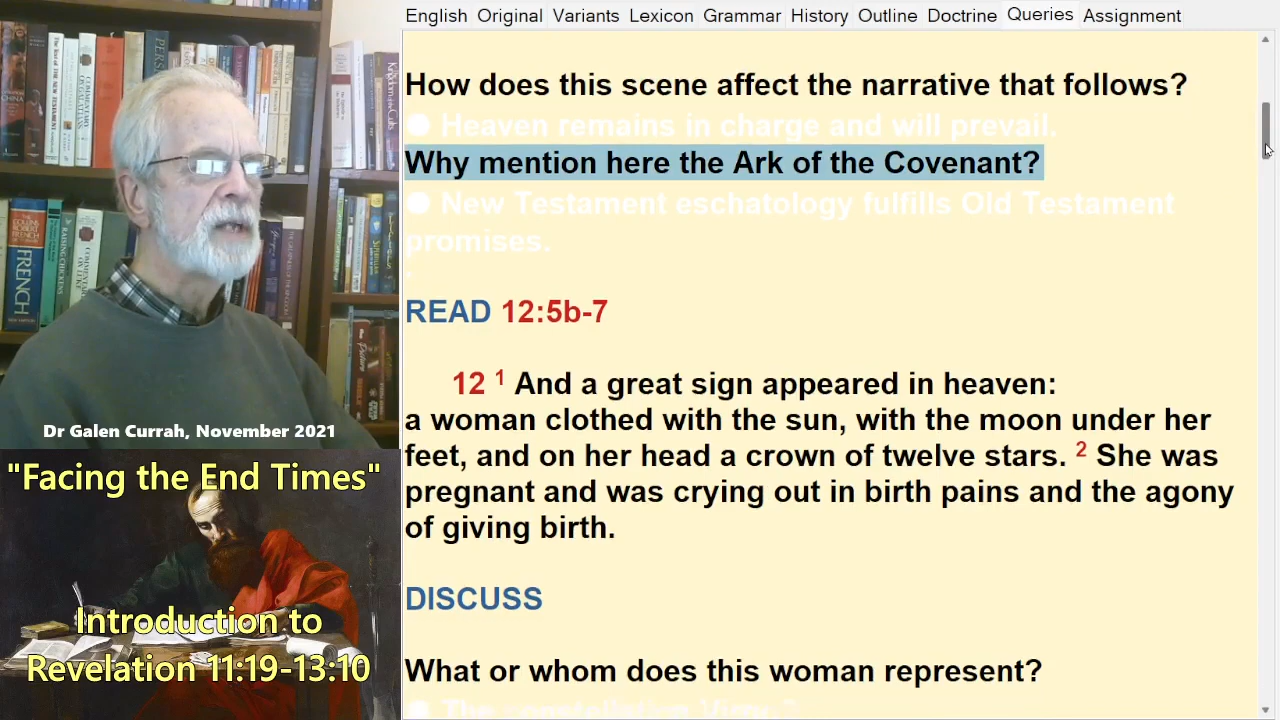 English Original Variants Lexicon Grammar History Outline Doctrine Queries Assignment
How does this scene affect the narrative that follows?
● Heaven remains in charge and will prevail.
Why mention here the Ark of the Covenant?
● New Testament eschatology fulfills Old Testament
promises.
READ 12:5b-7
12 1 And a great sign appeared in heaven:
a woman clothed with the sun, with the moon under her
feet, and on her head a crown of twelve stars. 2 She was
pregnant and was crying out in birth pains and the agony
of giving birth.
DISCUSS
What or whom does this woman represent?
Dr Galen Currah, November 2021
"Facing the End Times"
Introduction to
Revelation 11:19-13:10
FRENCH
RAISING CHICKENS